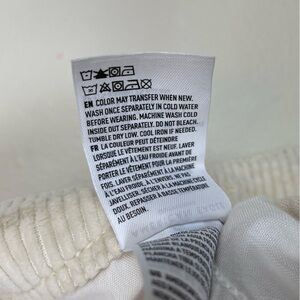 EN COLOR MAY TRANSFER WHEN NEW.
WASH ONCE SEPARATELY IN COLD WATER
BEFORE WEARING. MACHINE WASH COLD
INSIDE OUT SEPARATELY. DO NOT BLEACH.
TUMBLE DRY LOW. COOL IRON IF NEEDED.
FR LA COULEUR PEUT DÉTEINDRE
LORSQUE LE VÊTEMENT EST NEUF. LAVER
SÉPARÉMENT À L'EAU FROIDE AVANT DE
PORTER LE VÊTEMENT POUR LA PREMIÈRE
FOIS. LAVER SÉPARÉMENT À LA MACHINE
À L'EAU FROIDE, À L'ENVERS. NE PAS
JAVELLISER. SÉCHER À LA MACHINE CYCLE
DOUX. REPASSER À BASSE TEMPÉRATURE
AU BESOIN.